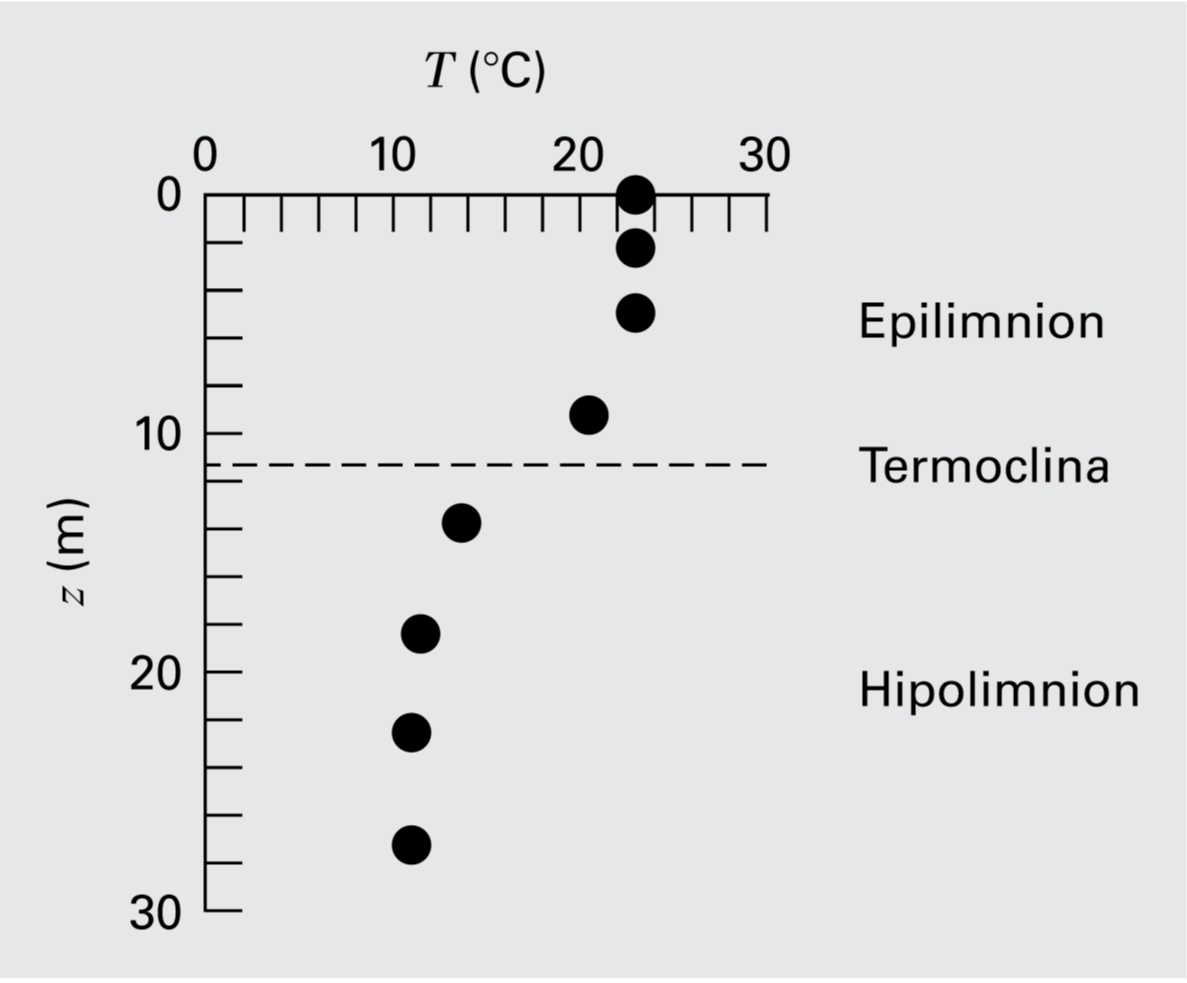 T (°C)
0 10 20 30
0
Epilimnion
10
Termoclina
z (m)
20
Hipolimnion
30